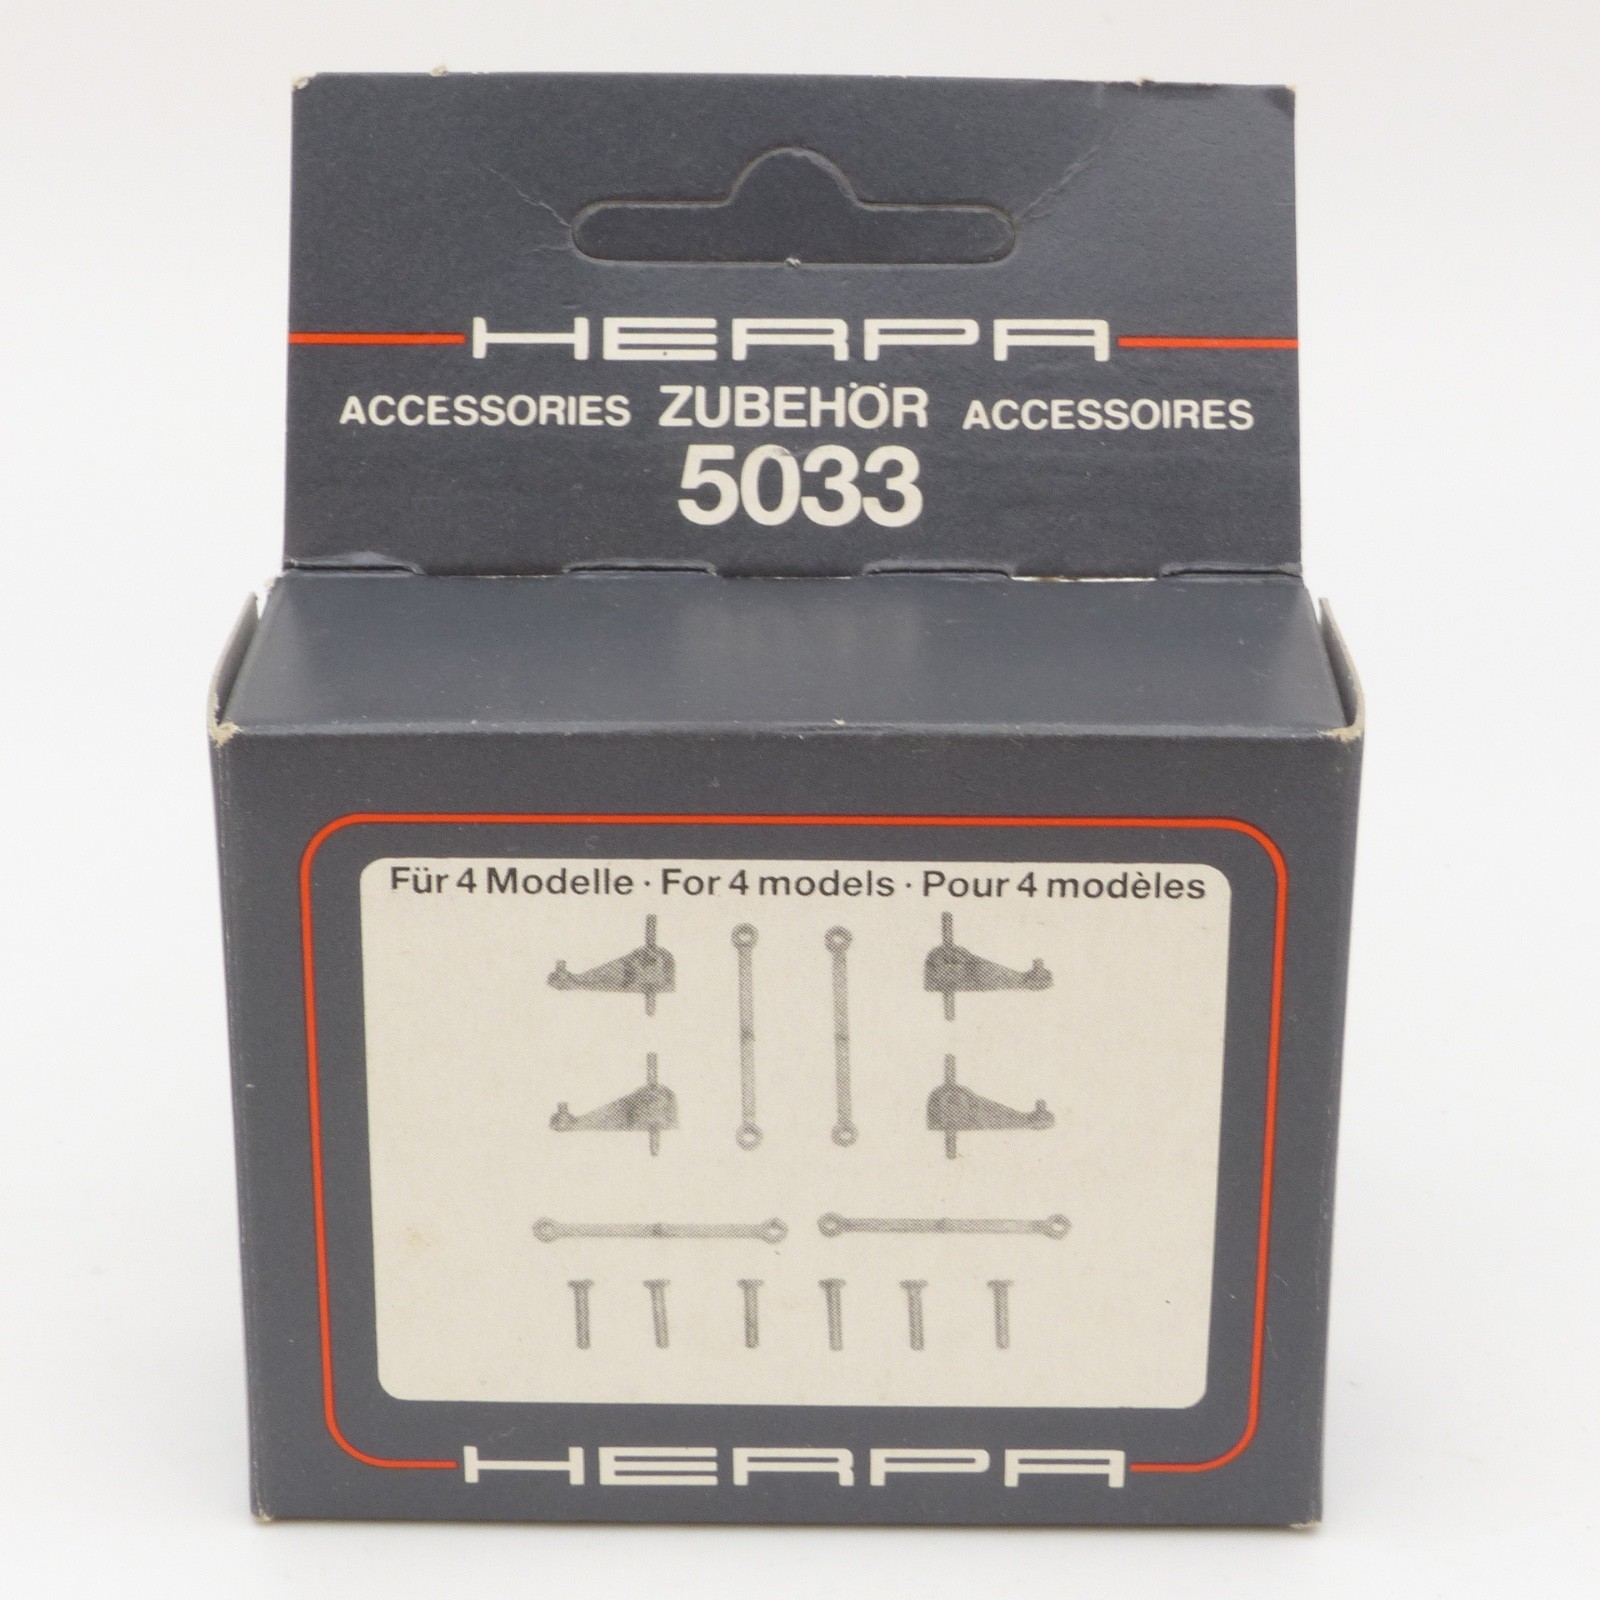 HERPA
ACCESSORIES ZUBEHÖR ACCESSOIRES
5033
Für 4 Modelle · For 4 models · Pour 4 modèles
HERPA